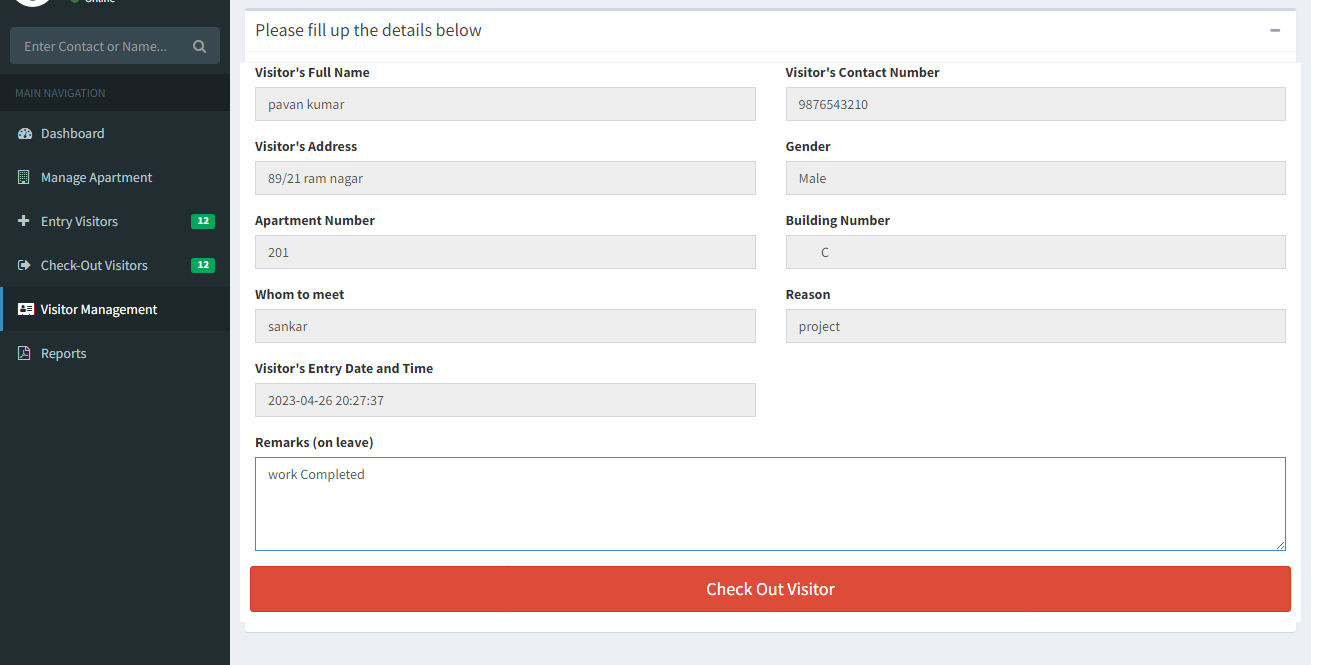 Online
Enter Contact or Name...
MAIN NAVIGATION
Dashboard
Manage Apartment
Entry Visitors 12
Check-Out Visitors 12
Visitor Management
Reports
Please fill up the details below
Visitor's Full Name Visitor's Contact Number
pavan kumar 9876543210
Visitor's Address Gender
89/21 ram nagar Male
Apartment Number Building Number
201 C
Whom to meet Reason
sankar project
Visitor's Entry Date and Time
2023-04-26 20:27:37
Remarks (on leave)
work Completed
Check Out Visitor